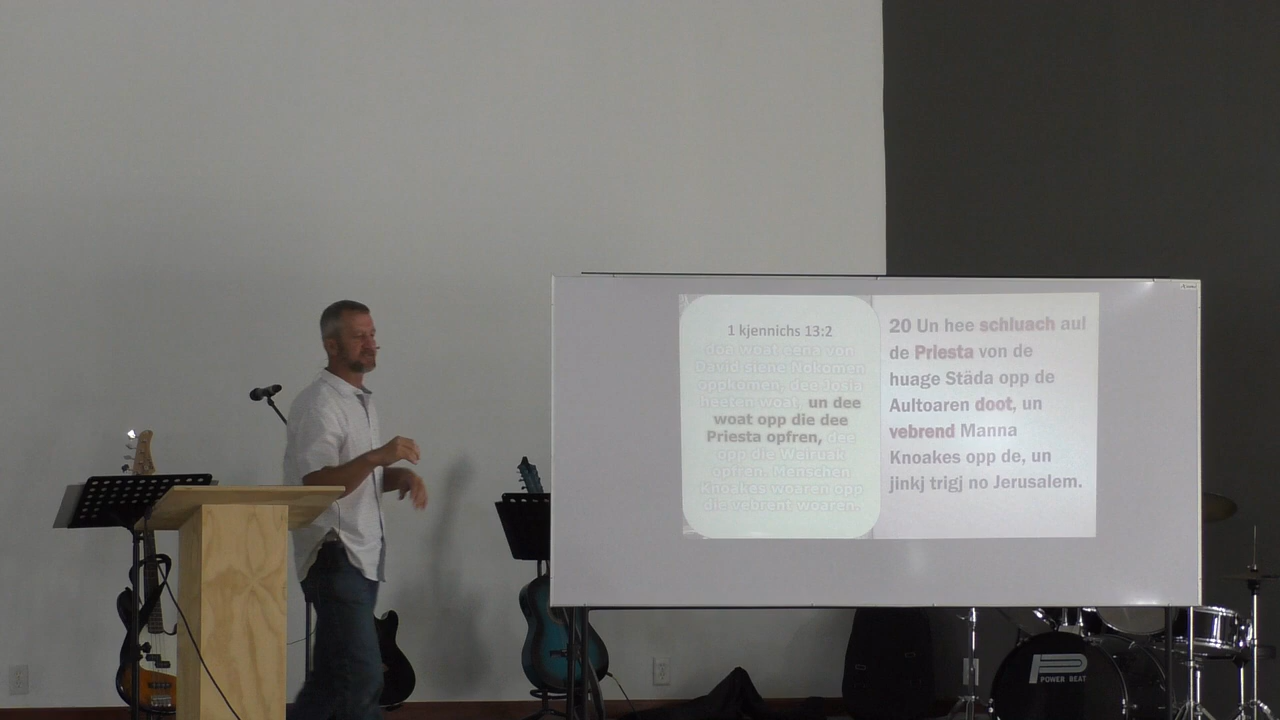 1 kjennichs 13:2
don woat eena von
David siene Nokomen
oppkomen, dee Josia
heeten woat, un dee
woat opp die dee
Priesta opfren, dee
opp die Weiruak
opfren. Menschen
Knoakes woaren opp
die vebrent woaren.
20 Un hee schluach aul
de Priesta von de
huage Städa opp de
Aultoaren doot, un
vebrend Manna
Knoakes opp de, un
jinkj trigj no Jerusalem.
POWER BEAT